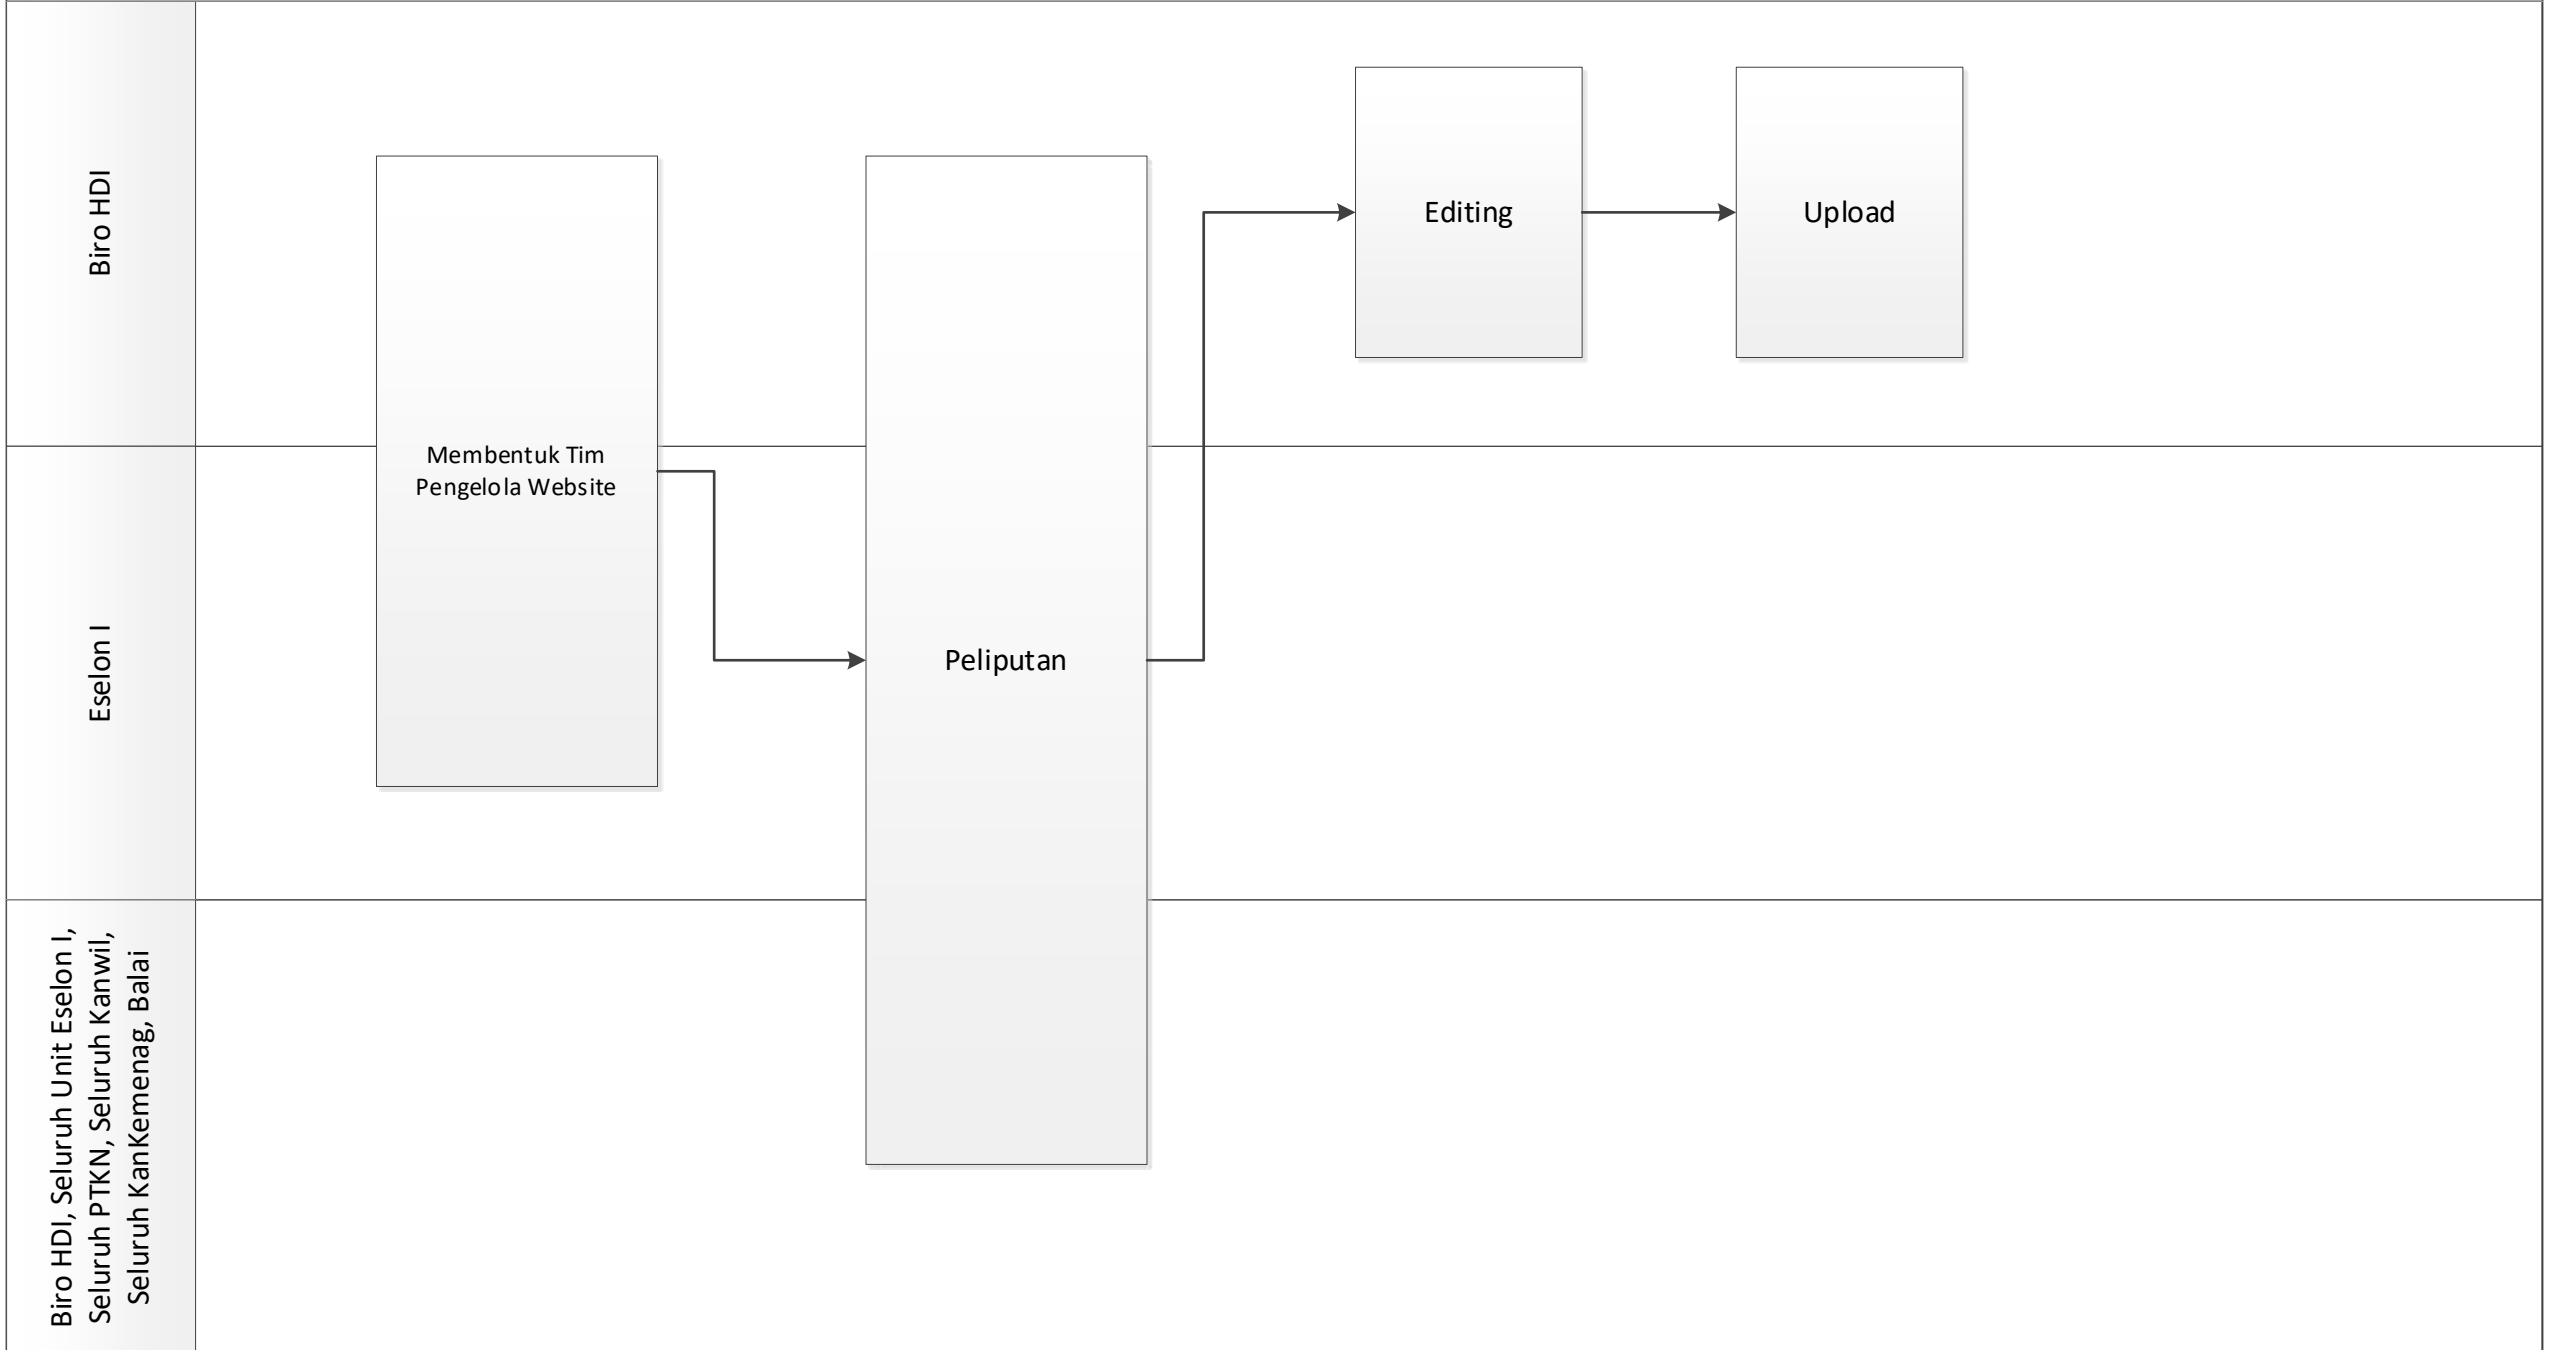 Biro HDI
Membentuk Tim
Pengelola Website
Peliputan
Editing
Upload
Eselon I
Biro HDI, Seluruh Unit Eselon I,
Seluruh PTKN, Seluruh Kanwil,
Seluruh KanKemenag, Balai